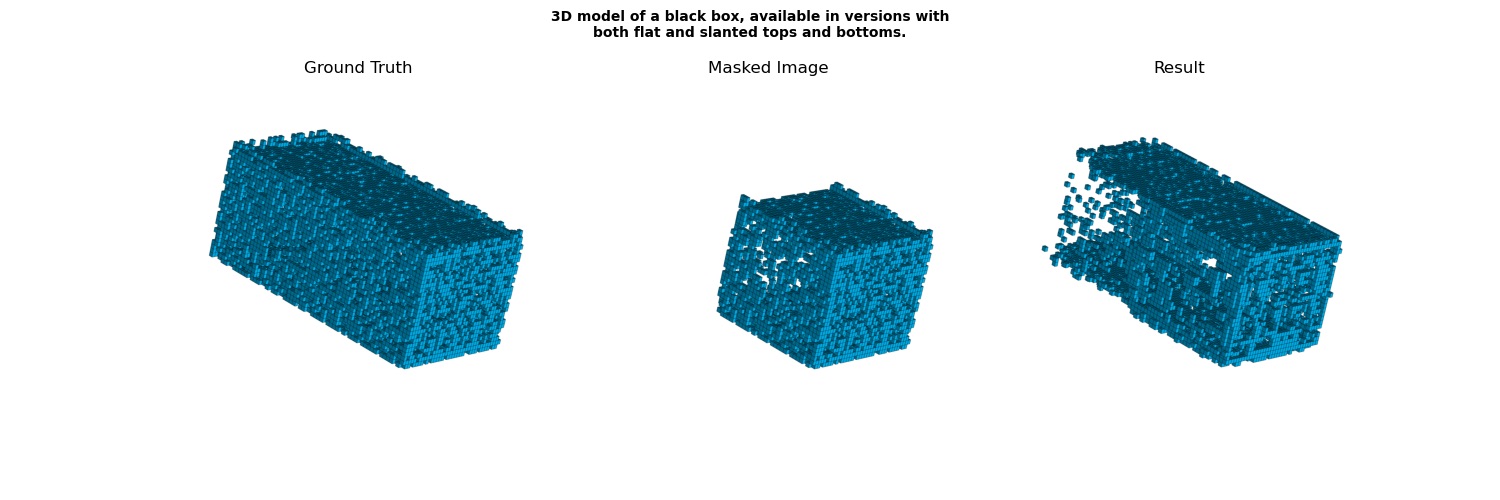 3D model of a black box, available in versions with
both flat and slanted tops and bottoms.
Ground Truth
Masked Image
Result